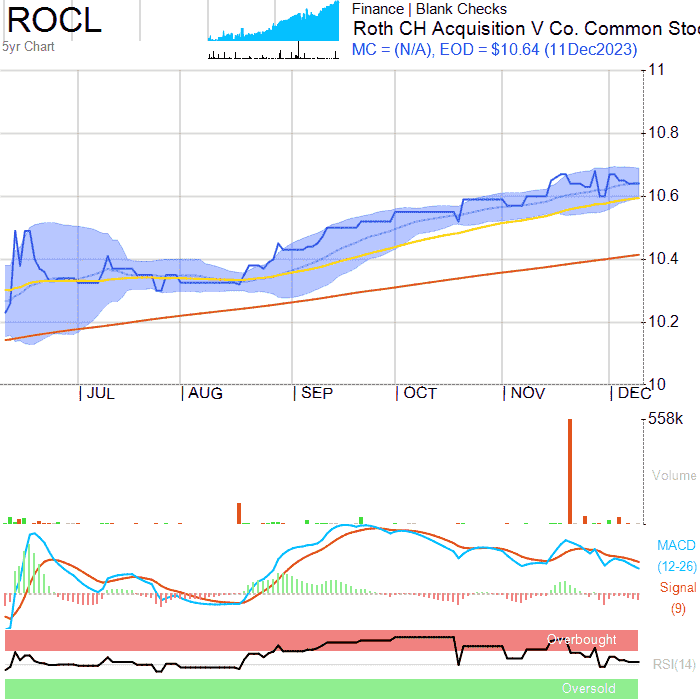 ROCL
5yr Chart
Finance | Blank Checks
Roth CH Acquisition V Co. Common Sto
MC = (N/A), EOD = $10.64 (11Dec2023)
11
10.8
10.6
10.4
10.2
10
JUL AUG SEP OCT NOV DEC
558k
Volume
MACD
(12-26)
Signal
(9)
Overbought
RSI(14)
Oversold